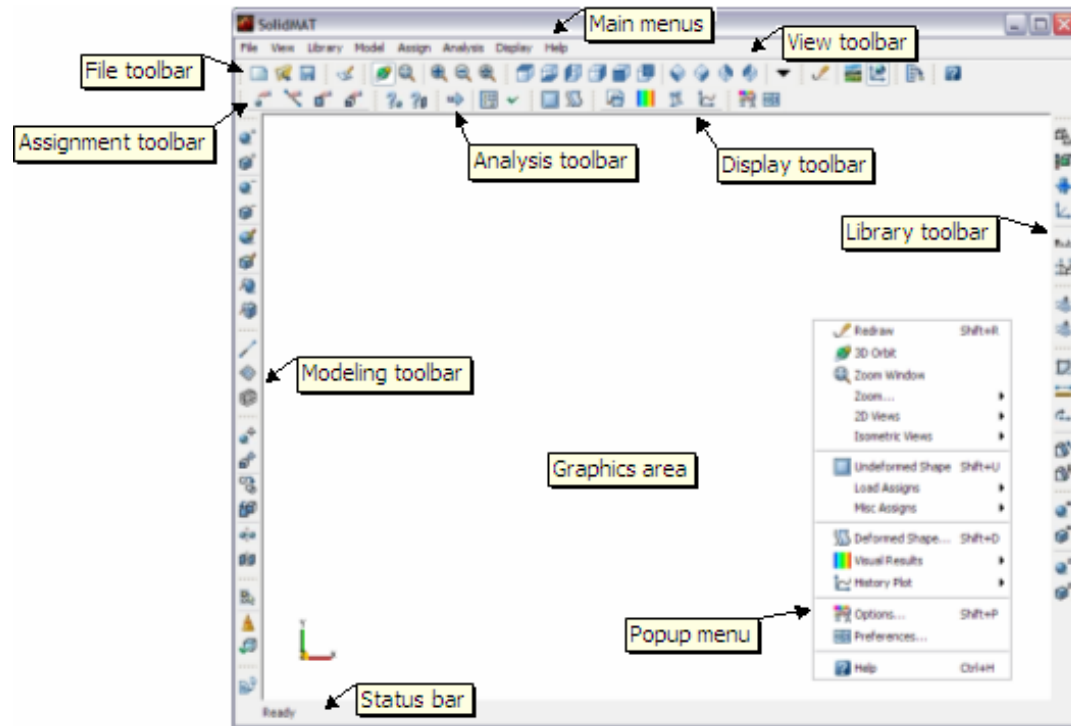 SolidMAT
Main menus
File View Library Model Assign Analysis Display Help
View toolbar
File toolbar
Assignment toolbar
Analysis toolbar
Display toolbar
Library toolbar
Modeling toolbar
Redraw Shift+R
3D Orbit
Zoom Window
Zoom...
2D Views
Isometric Views
Graphics area
Undeformed Shape Shift+U
Load Assigns
Misc Assigns
Deformed Shape... Shift+D
Visual Results
History Plot
Options... Shift+P
Popup menu
Preferences...
Help Ctrl+H
Y
X
Status bar
Ready